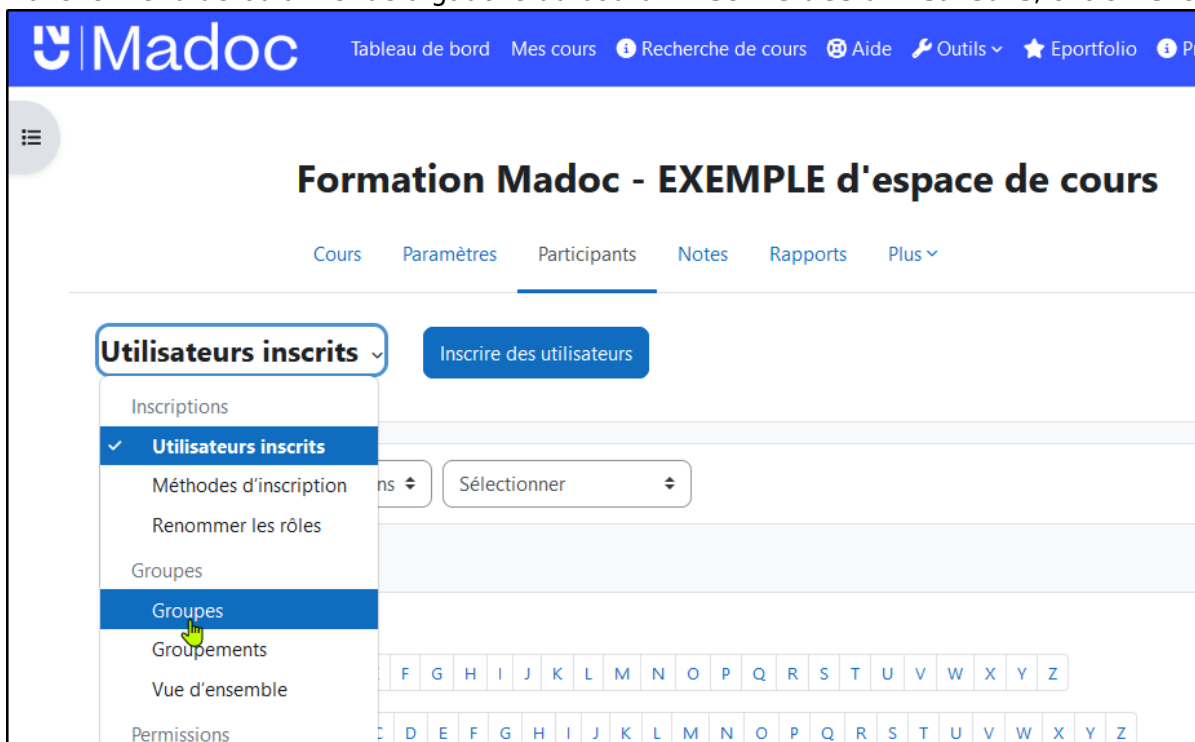 Madoc Tableau de bord Mes cours Recherche de cours Aide Outils Eportfolio
Formation Madoc - EXEMPLE d'espace de cours
Cours Paramètres Participants Notes Rapports Plus
Utilisateurs inscrits Inscrire des utilisateurs
Inscriptions
Utilisateurs inscrits
Méthodes d'inscription
ns Sélectionner
Renommer les rôles
Groupes
Groupes
Groupements
F G H I J K L M N O P Q R S T U V W X Y Z
Vue d'ensemble
Permissions
D E F G H I J K L M N O P Q R S T U V W X Y Z